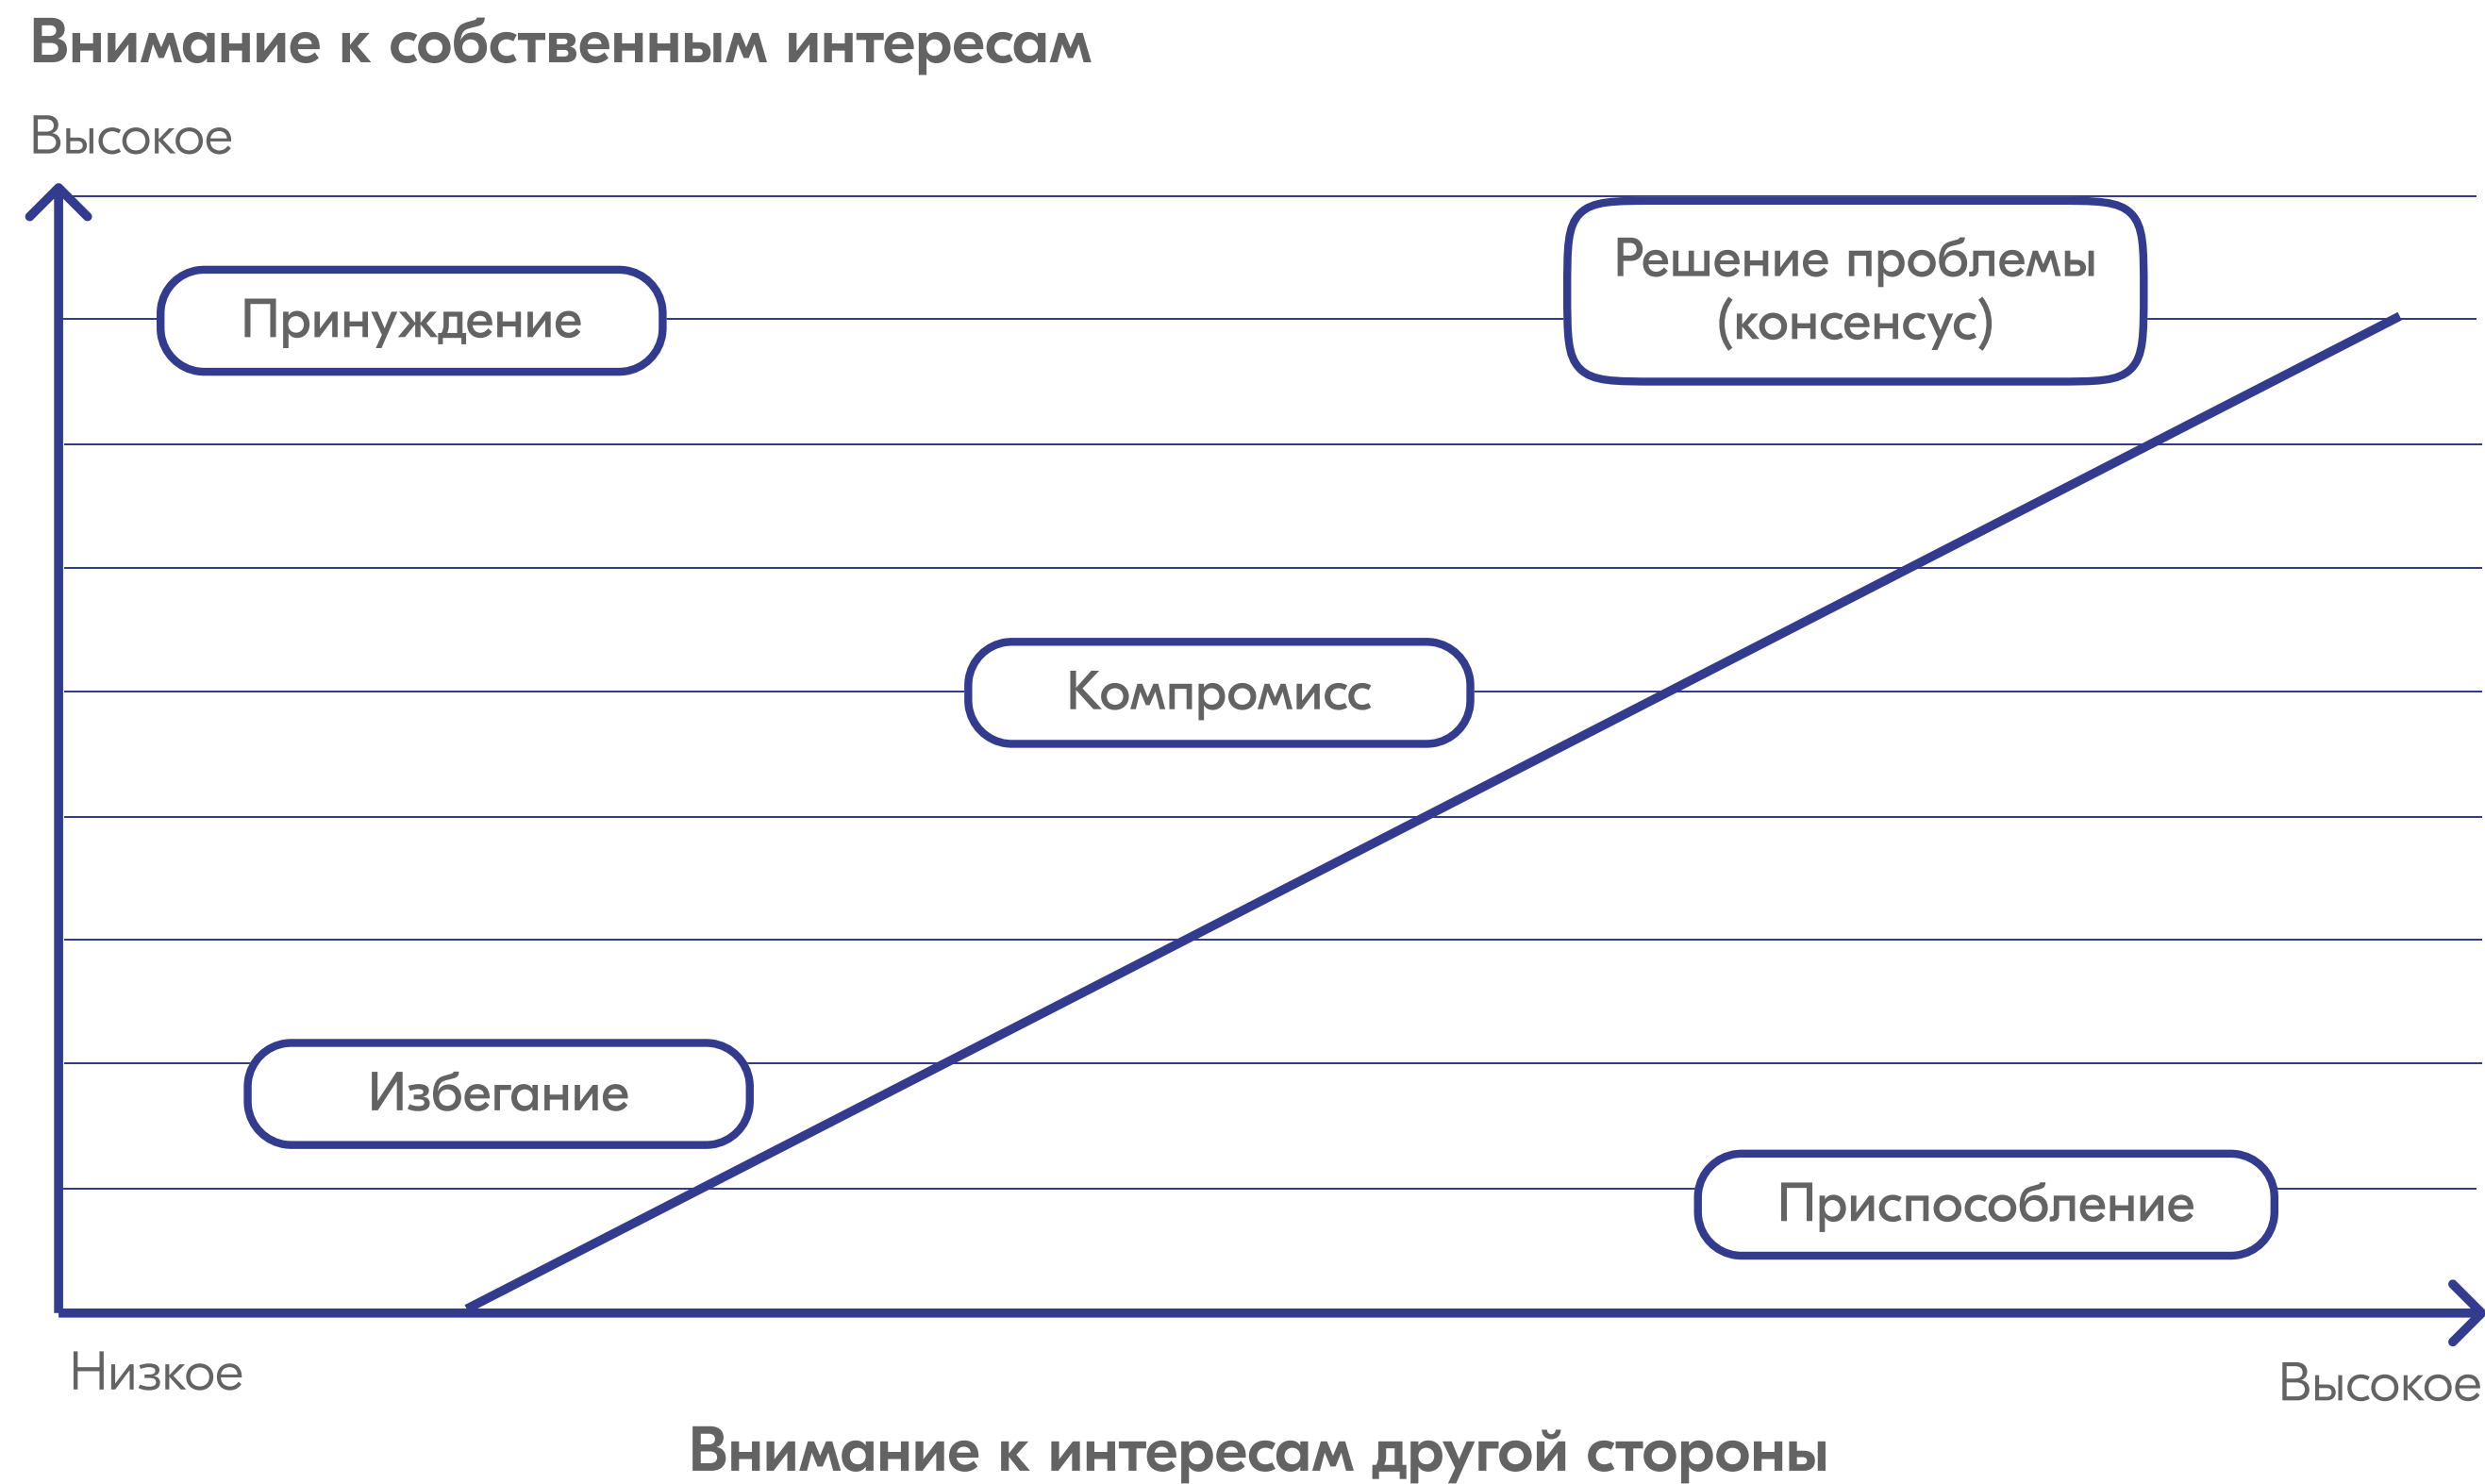 Внимание к собственным интересам
Высокое
Решение проблемы
(консенсус)
Принуждение
Компромисс
Избегание
Приспособление
Низкое
Высокое
Внимание к интересам другой стороны